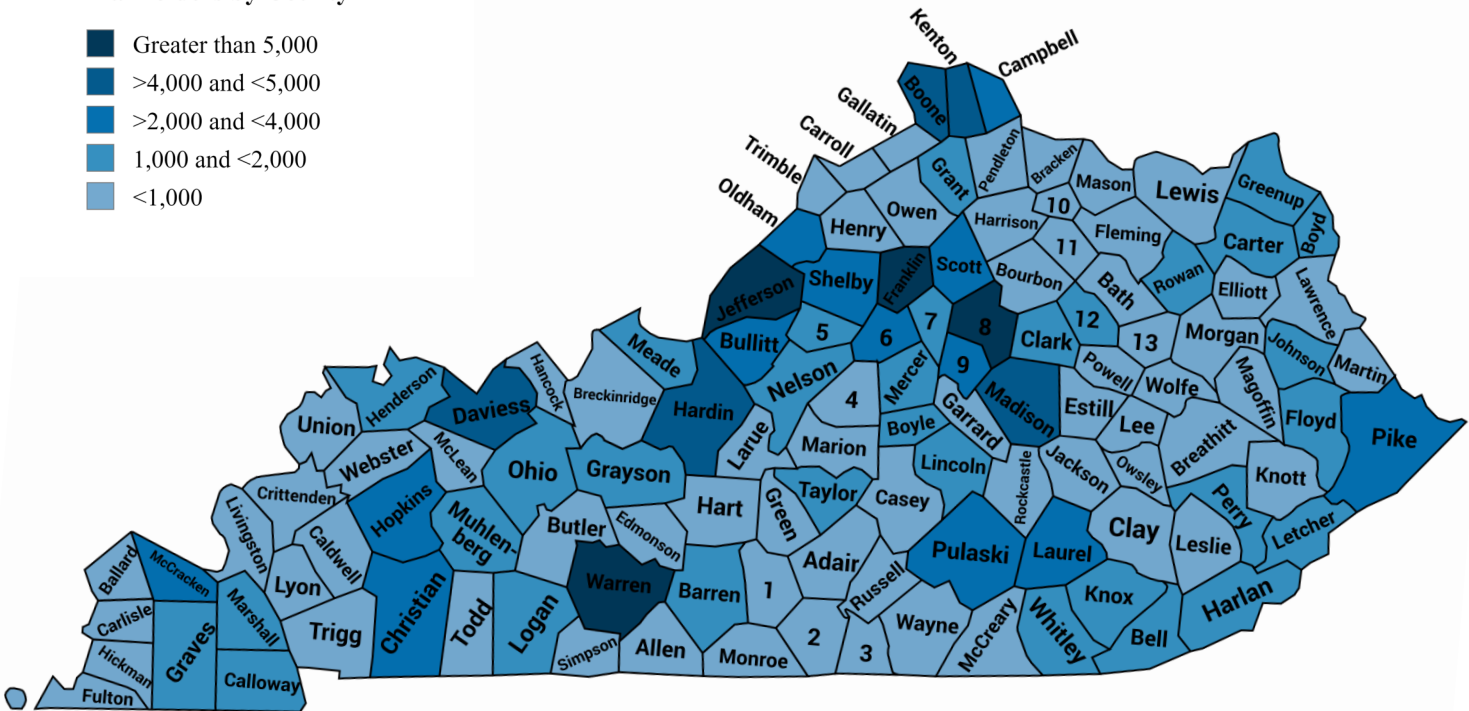 Greater than 5,000
>4,000 and <5,000
>2,000 and <4,000
1,000 and <2,000
<1,000
Kenton
Campbell
Boone
Gallatin
Carroll
Trimble
Oldham
Grant
Pendleton
Bracken
Mason
Lewis
Greenup
Boyd
Carter
Owen
Henry
Harrison
10
11
Fleming
Rowan
Elliott
Lawrence
Jefferson
Shelby
Franklin
Scott
Bourbon
Bath
Bullitt
5
6
7
8
9
Clark
12
13
Morgan
Johnson
Martin
Meade
Nelson
Mercer
Madison
Powell
Wolfe
Magoffin
Floyd
Pike
Hancock
Breckinridge
Hardin
Larue
4
Marion
Boyle
Garrard
Estill
Lee
Breathitt
Knott
Henderson
Daviess
Union
Webster
McLean
Ohio
Grayson
Hart
Green
Taylor
Casey
Lincoln
Rockcastle
Jackson
Owsley
Perry
Letcher
Crittenden
Livingston
Caldwell
Hopkins
Muhlen-
berg
Butler
Edmonson
Adair
Russell
Pulaski
Laurel
Clay
Leslie
Harlan
Ballard
McCracken
Lyon
Warren
Barren
1
Carlisle
Graves
Marshall
Trigg
Christian
Todd
Logan
Simpson
Allen
Monroe
2
3
Wayne
McCreary
Whitley
Knox
Bell
Hickman
Fulton
Calloway